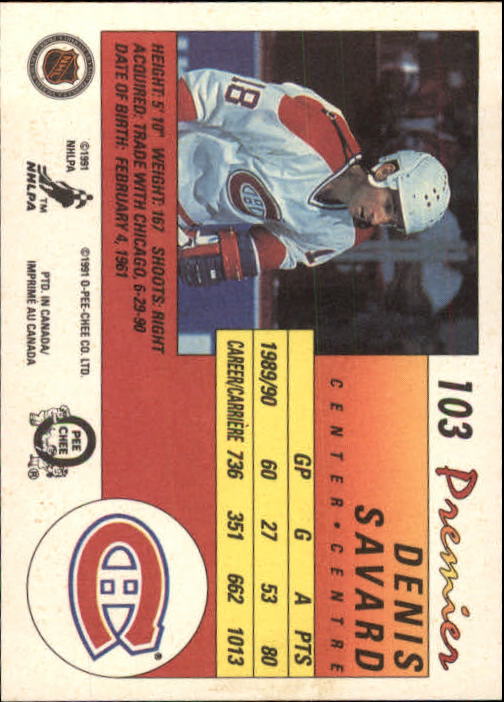 103 Premier
DENIS
SAVARD
CENTER • CENTRE
GP G A PTS
1989/90 60 27 53 80
CAREER/CARRIÈRE 736 351 662 1013
18
HEIGHT: 5' 10" WEIGHT: 167 SHOOTS: RIGHT
ACQUIRED: TRADE WITH CHICAGO, 6-29-90
DATE OF BIRTH: FEBRUARY 4, 1961
©1991
NHLPA
TM
NHLPA
©1991 O-PEE-CHEE CO. LTD.
PTD. IN CANADA/
IMPRIMÉ AU CANADA
O
PEE
CHEE
®
CH
®